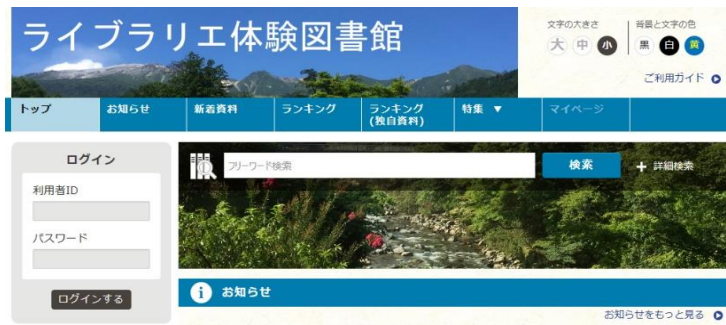 ライブラリエ体験図書館
文字の大きさ
大 中 小
背景と文字の色
黒 白 黄
ご利用ガイド
トップ
お知らせ
新着資料
ランキング
ランキング
(独自資料)
特集 ▼
マイページ
ログイン
利用者ID
パスワード
ログインする
フリーワード検索
検索
+ 詳細検索
i お知らせ
お知らせをもっと見る